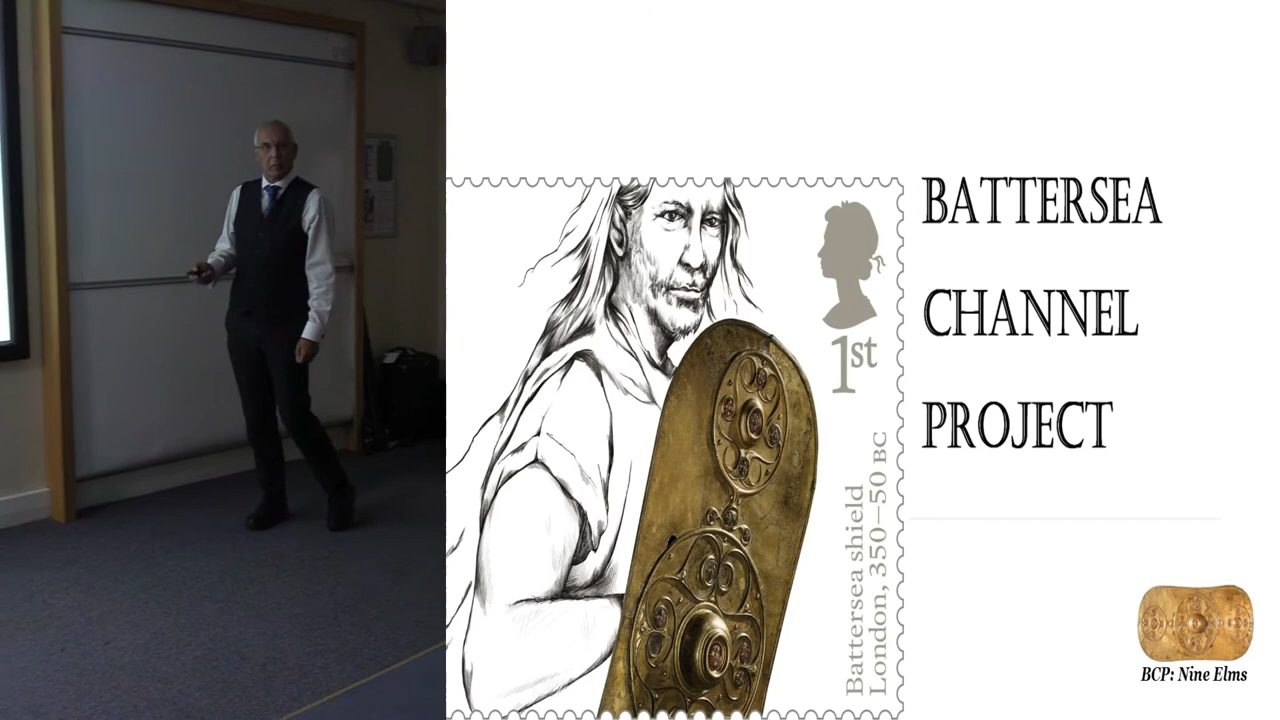 BATTERSEA
CHANNEL
PROJECT
1st
Battersea shield
London, 350–50 BC
BCP: Nine Elms